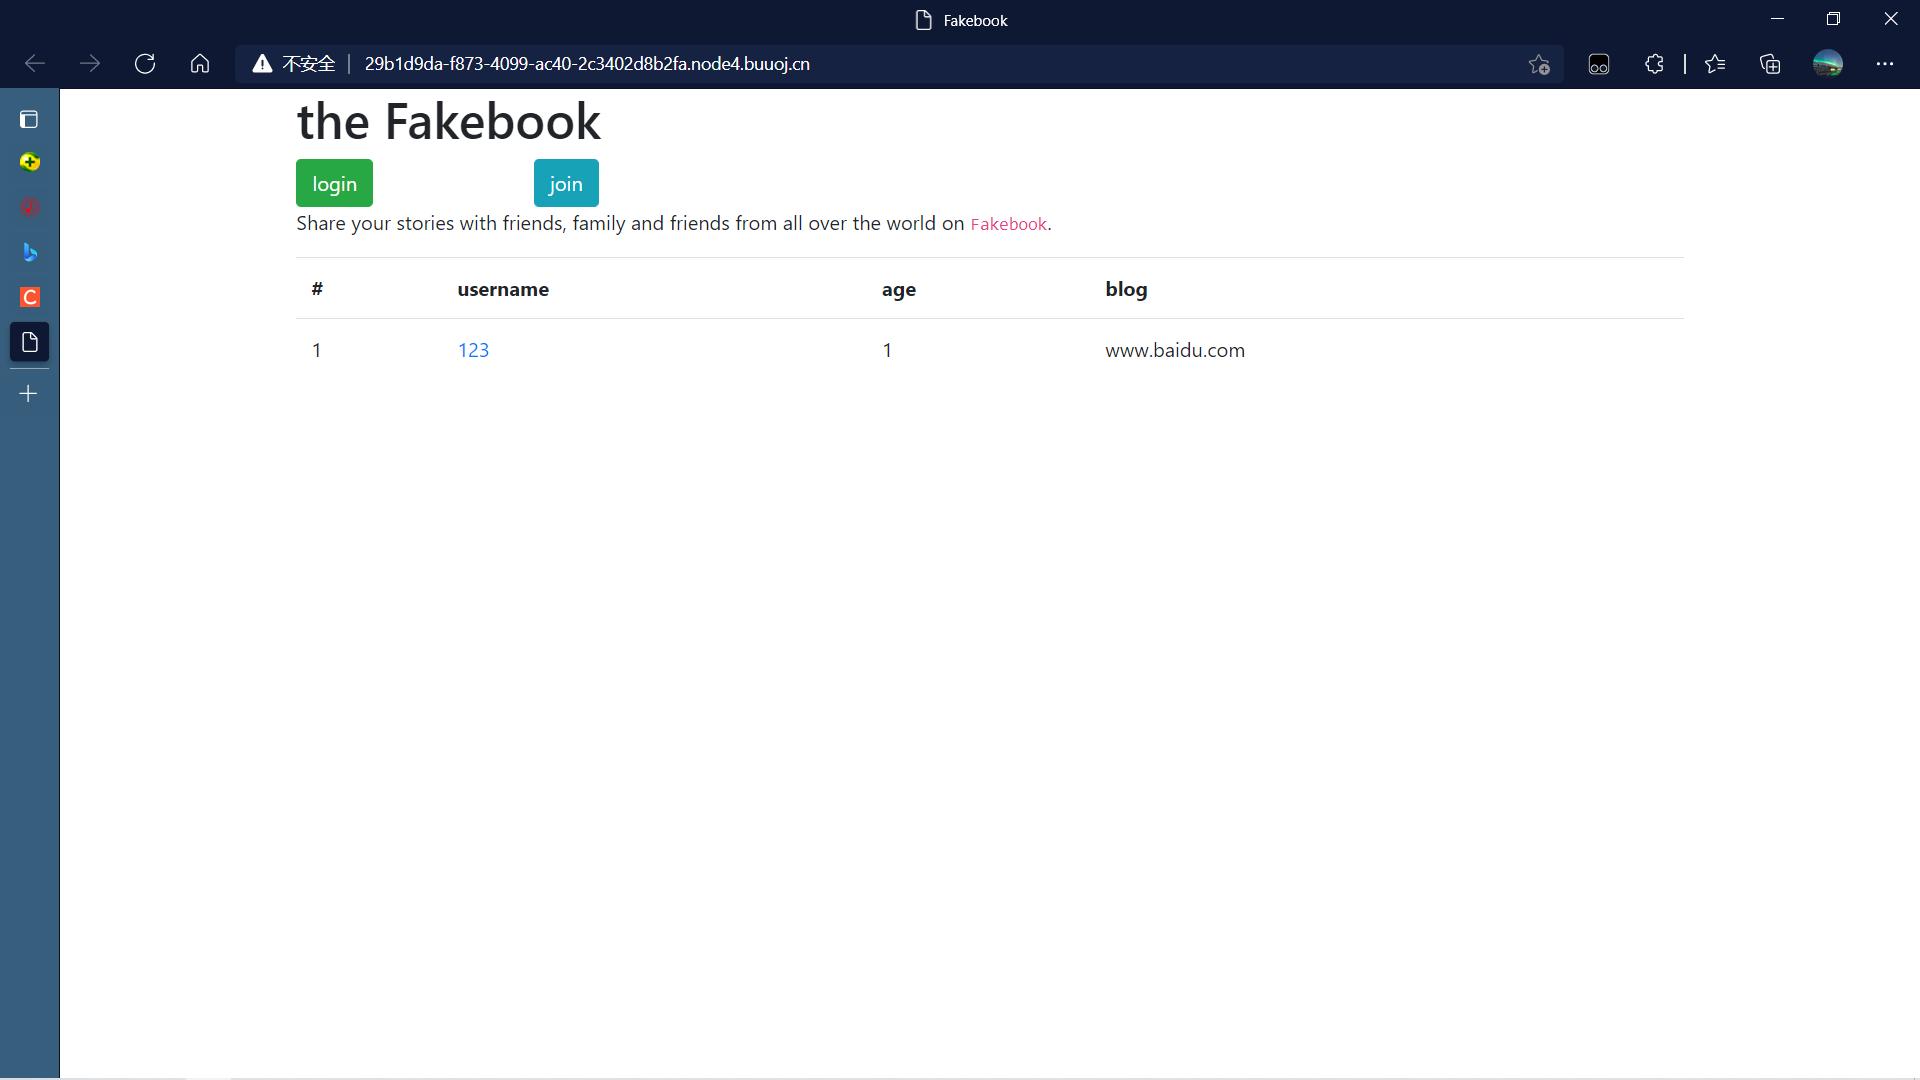 Fakebook
不安全 29b1d9da-f873-4099-ac40-2c3402d8b2fa.node4.buuoj.cn
C
the Fakebook
login join
Share your stories with friends, family and friends from all over the world on Fakebook.
# username age blog
1 123 1 www.baidu.com